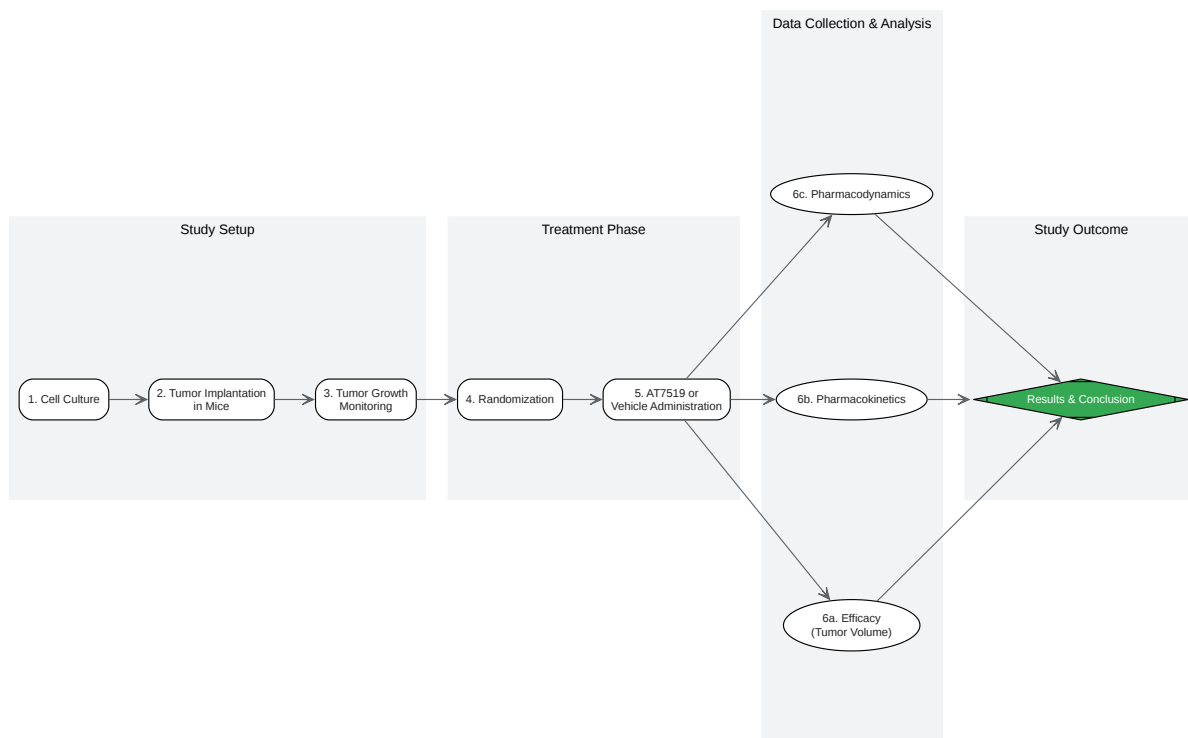 Data Collection & Analysis
6c. Pharmacodynamics
Study Setup
Treatment Phase
Study Outcome
1. Cell Culture
2. Tumor Implantation
in Mice
3. Tumor Growth
Monitoring
4. Randomization
5. AT7519 or
Vehicle Administration
6b. Pharmacokinetics
Results & Conclusion
6a. Efficacy
(Tumor Volume)